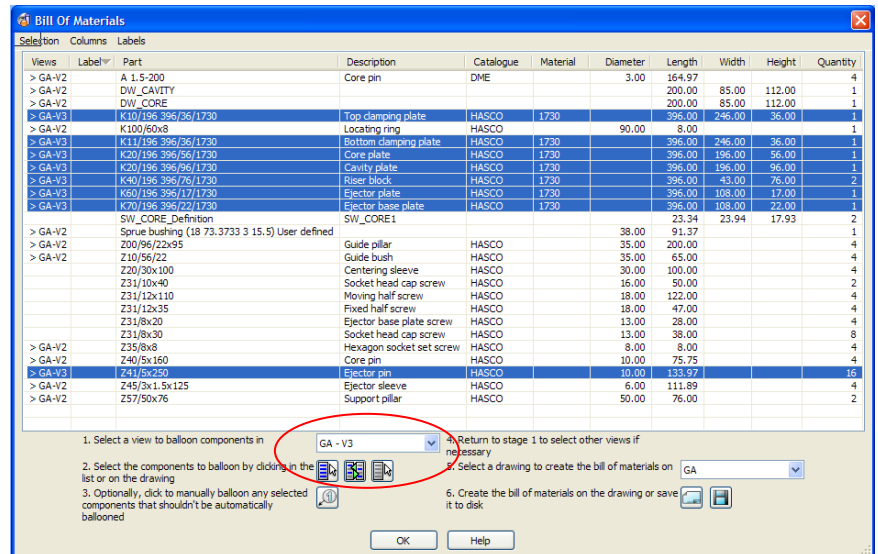 Bill Of Materials
Selection Columns Labels
Views Label Part Description Catalogue Material Diameter Length Width Height Quantity
> GA-V2 A 1.5-200 Core pin DME 3.00 164.97 4
> GA-V2 DW_CAVITY 200.00 85.00 112.00 1
> GA-V2 DW_CORE 200.00 85.00 112.00 1
> GA-V3 K10/196 396/36/1730 Top clamping plate HASCO 1730 396.00 246.00 36.00 1
> GA-V2 K100/60x8 Locating ring HASCO 90.00 8.00 1
> GA-V3 K11/196 396/36/1730 Bottom clamping plate HASCO 1730 396.00 246.00 36.00 1
> GA-V3 K20/196 396/56/1730 Core plate HASCO 1730 396.00 196.00 56.00 1
> GA-V3 K20/196 396/96/1730 Cavity plate HASCO 1730 396.00 196.00 96.00 1
> GA-V3 K40/196 396/76/1730 Riser block HASCO 1730 396.00 43.00 76.00 2
> GA-V3 K60/196 396/17/1730 Ejector plate HASCO 1730 396.00 108.00 17.00 1
> GA-V3 K70/196 396/22/1730 Ejector base plate HASCO 1730 396.00 108.00 22.00 1
SW_CORE_Definition SW_CORE1 23.34 23.94 17.93 2
> GA-V2 Sprue bushing (18 73.3733 3 15.5) User defined 38.00 91.37 1
> GA-V2 Z00/96/22x95 Guide pillar HASCO 35.00 200.00 4
> GA-V2 Z10/56/22 Guide bush HASCO 35.00 65.00 4
Z20/30x100 Centering sleeve HASCO 30.00 100.00 4
Z31/10x40 Socket head cap screw HASCO 16.00 50.00 2
Z31/12x110 Moving half screw HASCO 18.00 122.00 4
Z31/12x35 Fixed half screw HASCO 18.00 47.00 4
Z31/8x20 Ejector base plate screw HASCO 13.00 28.00 4
Z31/8x30 Socket head cap screw HASCO 13.00 38.00 8
> GA-V2 Z35/8x8 Hexagon socket set screw HASCO 8.00 8.00 4
> GA-V2 Z40/5x160 Core pin HASCO 10.00 75.75 4
> GA-V3 Z41/5x250 Ejector pin HASCO 10.00 133.97 16
> GA-V2 Z45/3x1.5x125 Ejector sleeve HASCO 6.00 111.89 4
> GA-V2 Z57/50x76 Support pillar HASCO 50.00 76.00 2
1. Select a view to balloon components in
GA - V3
2. Select the components to balloon by clicking in the
list or on the drawing
3. Optionally, click to manually balloon any selected
components that shouldn't be automatically
ballooned
4. Return to stage 1 to select other views if
necessary
5. Select a drawing to create the bill of materials on
GA
6. Create the bill of materials on the drawing or save
it to disk
OK Help